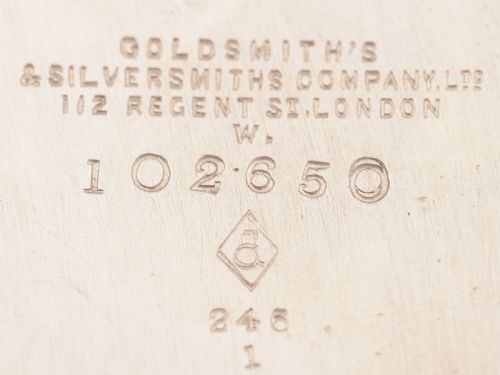 GOLDSMITH'S
& SILVERSMITHS COMPANY, LTD
112 REGENT ST. LONDON
W.
102650
a
246
1